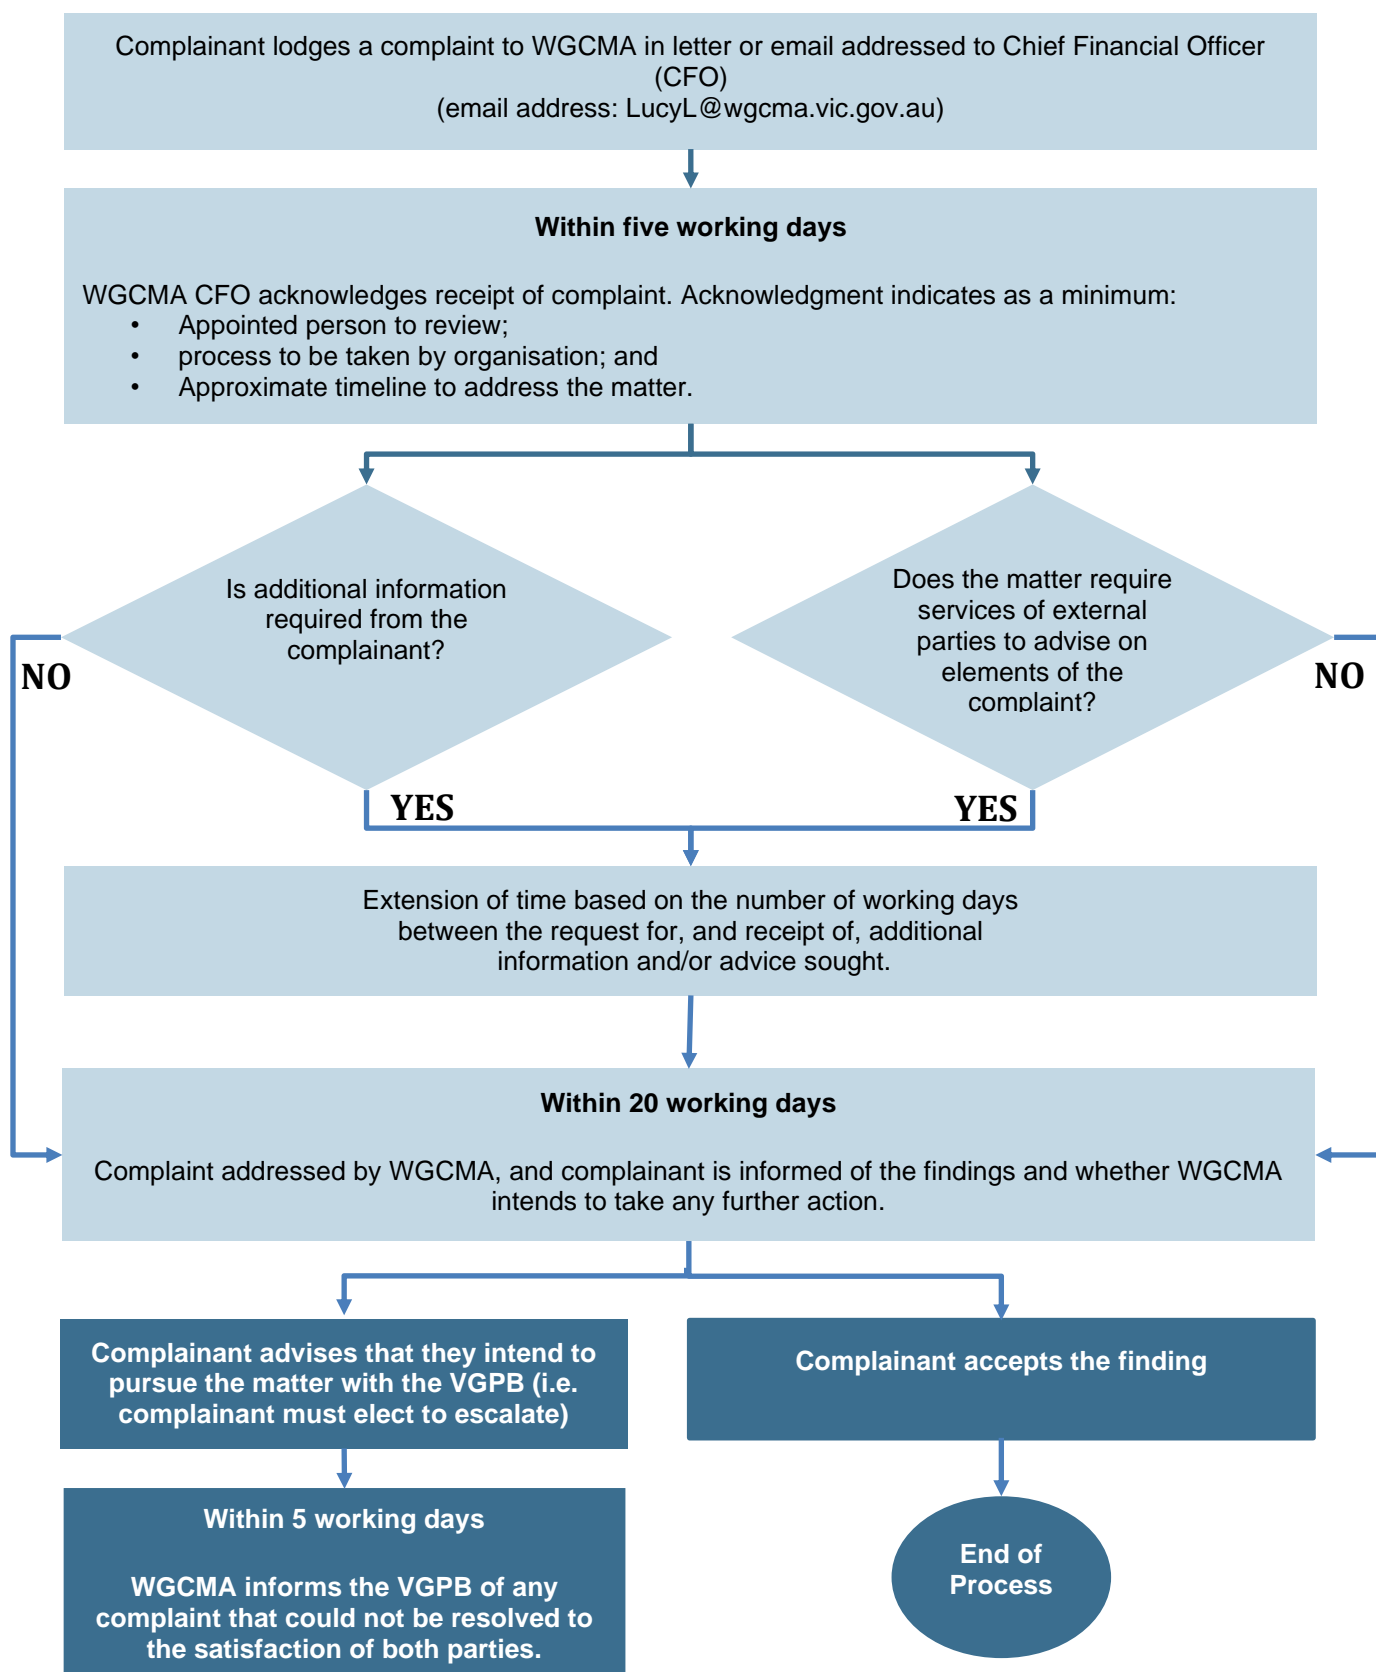 Complainant lodges a complaint to WGCMA in letter or email addressed to Chief Financial Officer
(CFO)
(email address: LucyL@wgcma.vic.gov.au)
Within five working days
WGCMA CFO acknowledges receipt of complaint. Acknowledgment indicates as a minimum:
• Appointed person to review;
• process to be taken by organisation; and
• Approximate timeline to address the matter.
Is additional information
required from the
complainant?
Does the matter require
services of external
parties to advise on
elements of the
complaint?
NO
NO
YES
YES
Extension of time based on the number of working days
between the request for, and receipt of, additional
information and/or advice sought.
Within 20 working days
Complaint addressed by WGCMA, and complainant is informed of the findings and whether WGCMA
intends to take any further action.
Complainant advises that they intend to
pursue the matter with the VGPB (i.e.
complainant must elect to escalate)
Complainant accepts the finding
Within 5 working days
WGCMA informs the VGPB of any
complaint that could not be resolved to
the satisfaction of both parties.
End of
Process